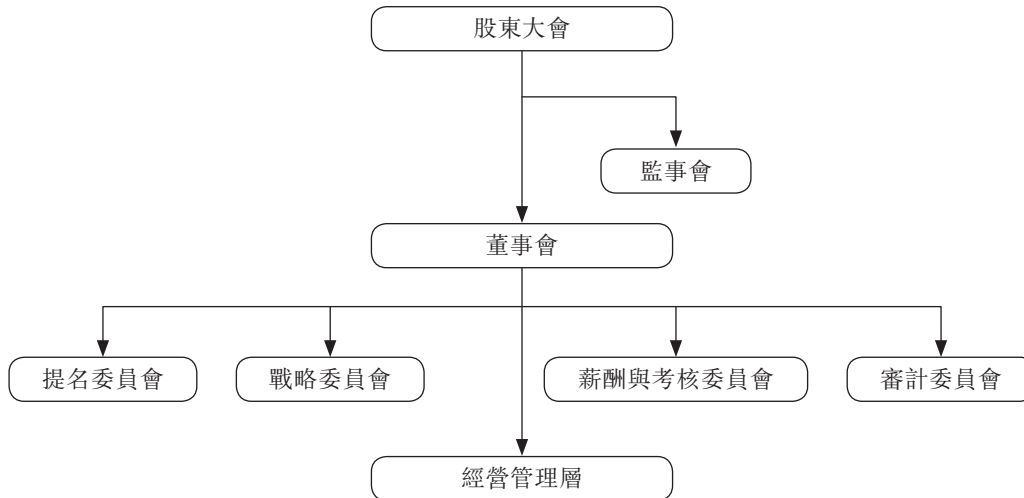 股東大會
監事會
董事會
提名委員會
戰略委員會
薪酬與考核委員會
審計委員會
經營管理層